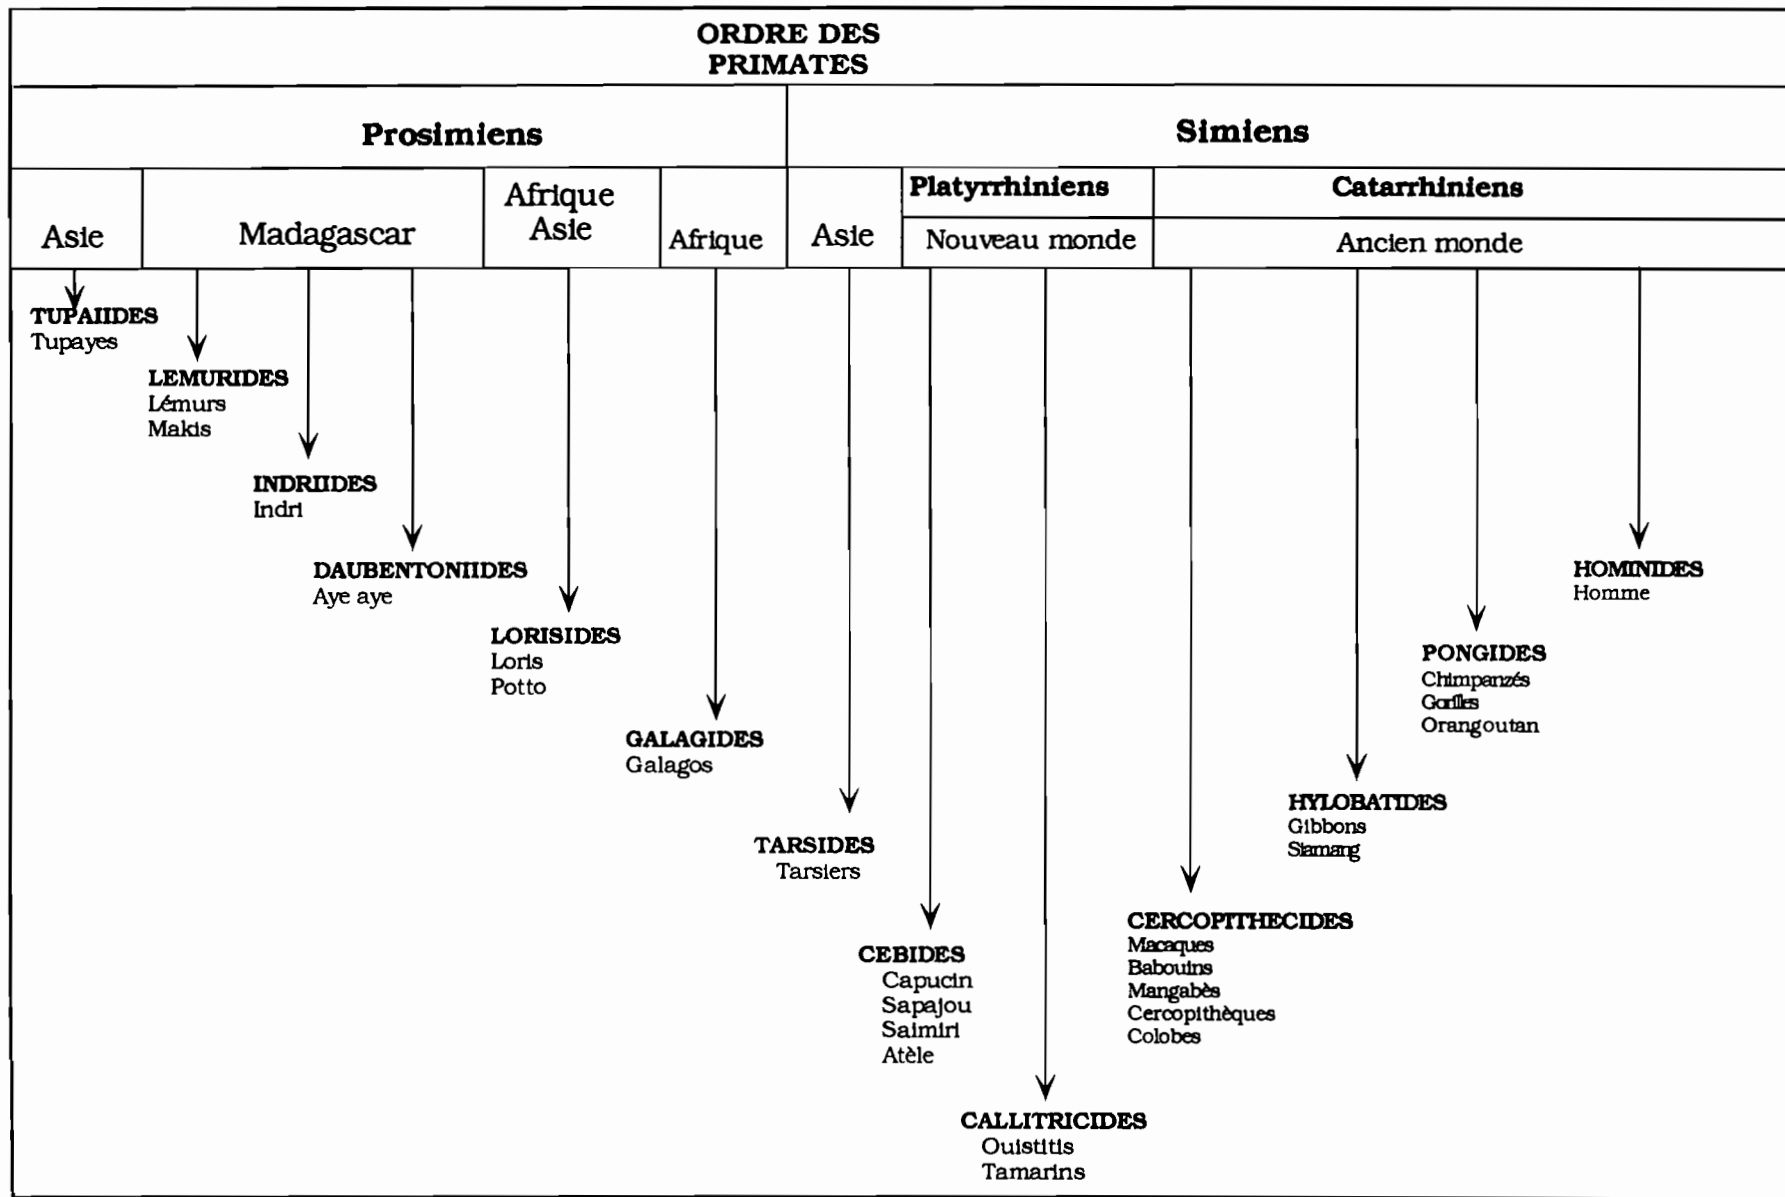 ORDRE DES
PRIMATES
Prosimiens
Simiens
Asie
Madagascar
Afrique
Asie
Afrique
Asie
Platyrrhiniens
Nouveau monde
Catarrhiniens
Ancien monde
TUPAIIDES
Tupayes
LEMURIDES
Lémurs
Makis
INDRIIDES
Indri
DAUBENTONIIDES
Aye aye
LORISIDES
Loris
Potto
GALAGIDES
Galagos
TARSIDES
Tarsiers
CEBIDES
Capucin
Sapajou
Saimiri
Atèle
CALLITRICIDES
Ouistitis
Tamarins
CERCOPITHECIDES
Macaques
Babouins
Mangabès
Cercopithèques
Colobes
HYLOBATIDES
Gibbons
Siamang
PONGIDES
Chimpanzés
Gorilles
Orangoutan
HOMINIDES
Homme